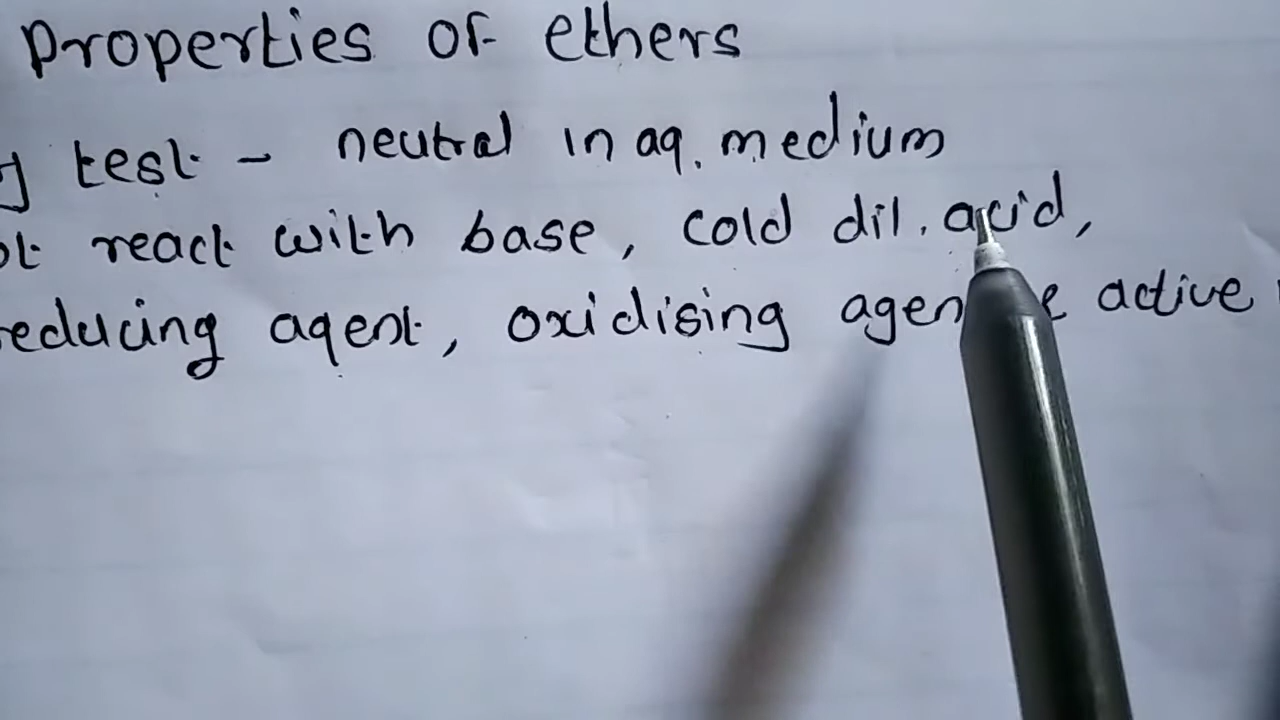 Properties of ethers
test - neutral in aq. medium
react with base, cold dil. acid,
reducing agent, oxidising agen active